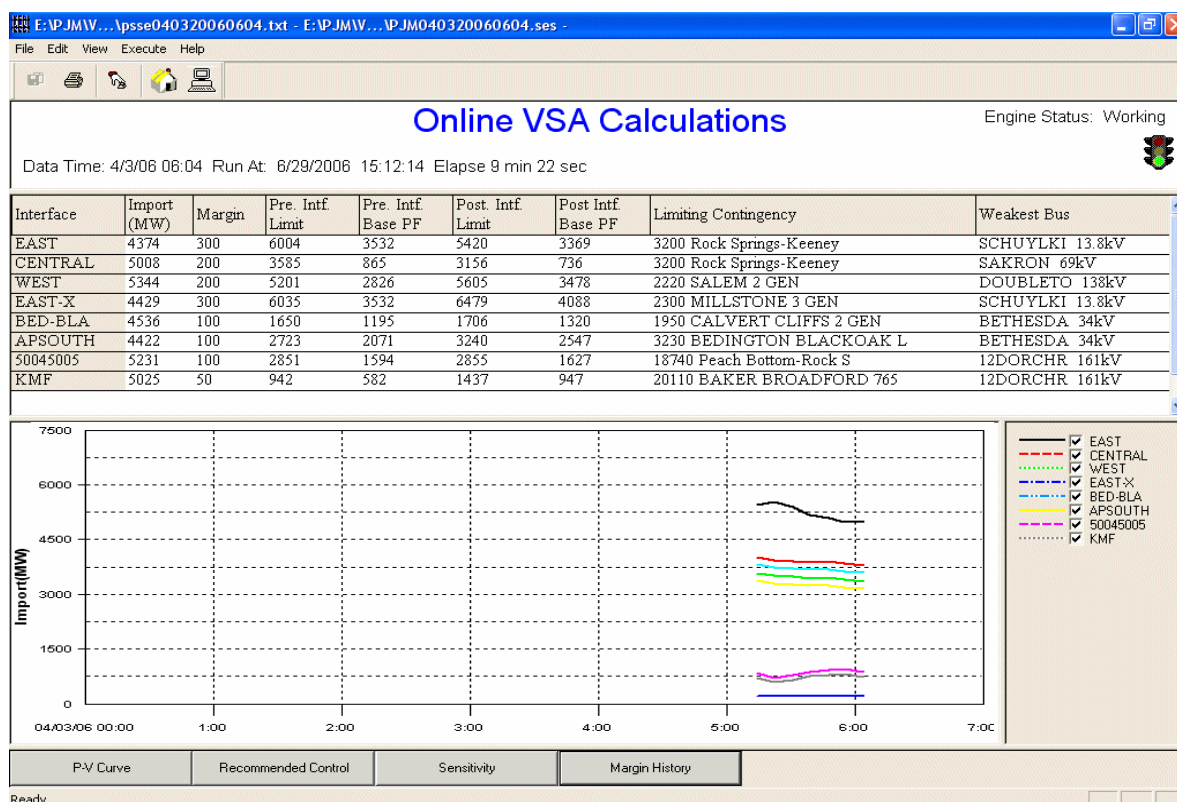 E:\PJM\V...\psse040320060604.txt - E:\PJM\V...\PJM040320060604.ses -
File Edit View Execute Help
Online VSA Calculations
Engine Status: Working
Data Time: 4/3/06 06:04 Run At: 6/29/2006 15:12:14 Elapse 9 min 22 sec
Interface Import (MW) Margin Pre. Intf. Limit Pre. Intf. Base PF Post. Intf. Limit Post Intf. Base PF Limiting Contingency Weakest Bus
EAST 4374 300 6004 3532 5420 3369 3200 Rock Springs-Keeney SCHUYLKI 13.8kV
CENTRAL 5008 200 3585 865 3156 736 3200 Rock Springs-Keeney SAKRON 69kV
WEST 5344 200 5201 2826 5605 3478 2220 SALEM 2 GEN DOUBLETO 138kV
EAST-X 4429 300 6035 3532 6479 4088 2300 MILLSTONE 3 GEN SCHUYLKI 13.8kV
BED-BLA 4536 100 1650 1195 1706 1320 1950 CALVERT CLIFFS 2 GEN BETHESDA 34kV
APSOUTH 4422 100 2723 2071 3240 2547 3230 BEDINGTON BLACKOAK L BETHESDA 34kV
50045005 5231 100 2851 1594 2855 1627 18740 Peach Bottom-Rock S 12DORCHR 161kV
KMF 5025 50 942 582 1437 947 20110 BAKER BROADFORD 765 12DORCHR 161kV
Import(MW)
7500
6000
4500
3000
1500
0
04/03/06 00:00 1:00 2:00 3:00 4:00 5:00 6:00 7:00
EAST
CENTRAL
WEST
EAST-X
BED-BLA
APSOUTH
50045005
KMF
P-V Curve Recommended Control Sensitivity Margin History
Ready